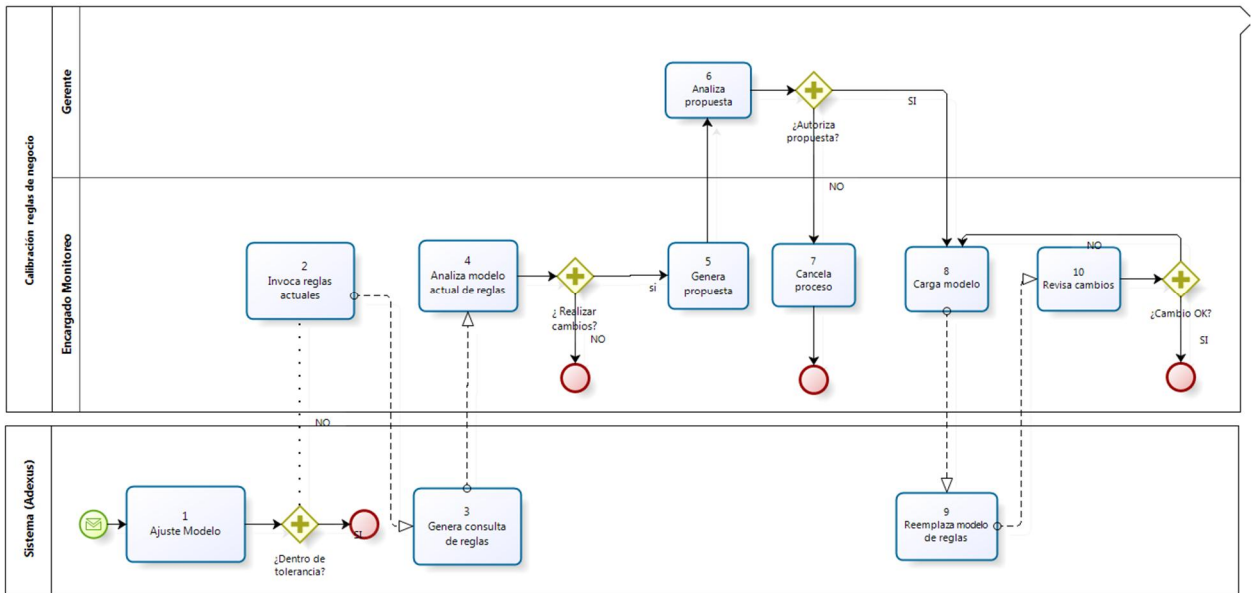 Calibración reglas de negocio
Gerente
6
Analiza
propuesta
¿Autoriza
propuesta?
SI
NO
Encargado Monitoreo
2
Invoca reglas
actuales
4
Analiza modelo
actual de reglas
¿ Realizar
cambios?
NO
sí
5
Genera
propuesta
7
Cancela
proceso
8
Carga modelo
10
Revisa cambios
NO
¿Cambio OK?
SI
Sistema (Adexus)
NO
1
Ajuste Modelo
¿Dentro de
tolerancia?
SI
3
Genera consulta
de reglas
9
Reemplaza modelo
de reglas